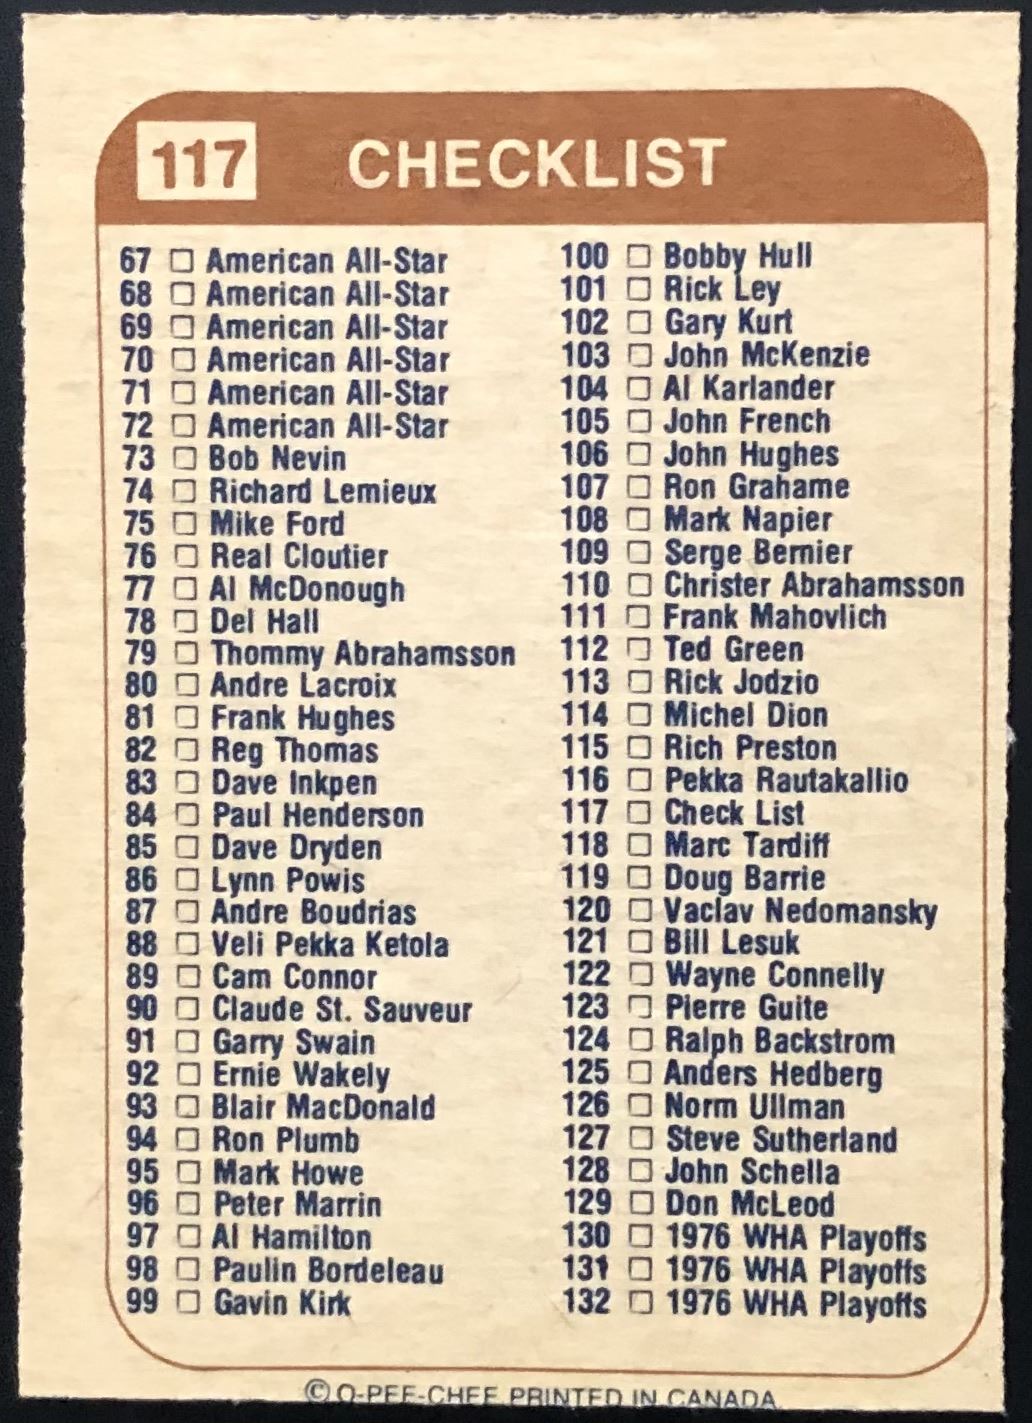 117 CHECKLIST
67 □ American All-Star
68 □ American All-Star
69 □ American All-Star
70 □ American All-Star
71 □ American All-Star
72 □ American All-Star
73 □ Bob Nevin
74 □ Richard Lemieux
75 □ Mike Ford
76 □ Real Cloutier
77 □ Al McDonough
78 □ Del Hall
79 □ Thommy Abrahamsson
80 □ Andre Lacroix
81 □ Frank Hughes
82 □ Reg Thomas
83 □ Dave Inkpen
84 □ Paul Henderson
85 □ Dave Dryden
86 □ Lynn Powis
87 □ Andre Boudrias
88 □ Veli Pekka Ketola
89 □ Cam Connor
90 □ Claude St. Sauveur
91 □ Garry Swain
92 □ Ernie Wakely
93 □ Blair MacDonald
94 □ Ron Plumb
95 □ Mark Howe
96 □ Peter Marrin
97 □ Al Hamilton
98 □ Paulin Bordeleau
99 □ Gavin Kirk
100 □ Bobby Hull
101 □ Rick Ley
102 □ Gary Kurt
103 □ John McKenzie
104 □ Al Karlander
105 □ John French
106 □ John Hughes
107 □ Ron Grahame
108 □ Mark Napier
109 □ Serge Bernier
110 □ Christer Abrahamsson
111 □ Frank Mahovlich
112 □ Ted Green
113 □ Rick Jodzio
114 □ Michel Dion
115 □ Rich Preston
116 □ Pekka Rautakallio
117 □ Check List
118 □ Marc Tardiff
119 □ Doug Barrie
120 □ Vaclav Nedomansky
121 □ Bill Lesuk
122 □ Wayne Connelly
123 □ Pierre Guite
124 □ Ralph Backstrom
125 □ Anders Hedberg
126 □ Norm Ullman
127 □ Steve Sutherland
128 □ John Schella
129 □ Don McLeod
130 □ 1976 WHA Playoffs
131 □ 1976 WHA Playoffs
132 □ 1976 WHA Playoffs
© O-PEE-CHEE PRINTED IN CANADA